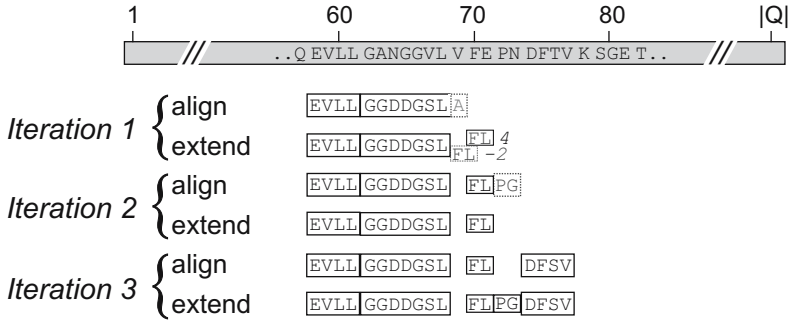 1 60 70 80 |Q|
..Q EVLL GANGGVL V FE PN DFTV K SGE T..
Iteration 1 { align EVLL GGDDGSL A
extend EVLL GGDDGSL FL 4
FL -2
Iteration 2 { align EVLL GGDDGSL FL PG
extend EVLL GGDDGSL FL
Iteration 3 { align EVLL GGDDGSL FL DFSV
extend EVLL GGDDGSL FL PG DFSV